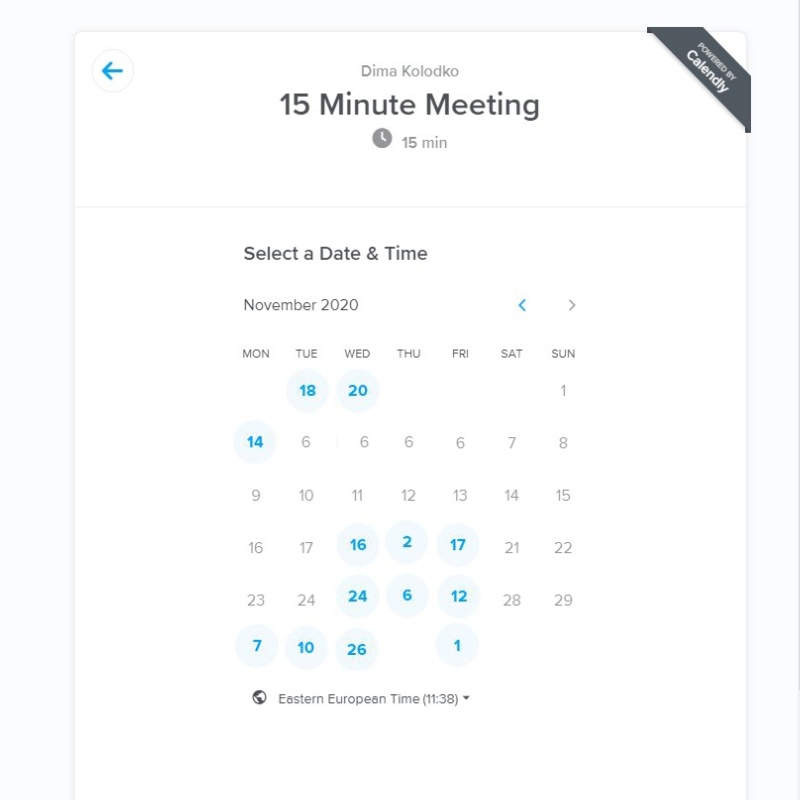 POWERED BY
Calendly
Dima Kolodko
15 Minute Meeting
15 min
Select a Date & Time
November 2020
MON TUE WED THU FRI SAT SUN
18 20 1
14 6 6 6 6 7 8
9 10 11 12 13 14 15
16 17 16 2 17 21 22
23 24 24 6 12 28 29
7 10 26 1
Eastern European Time (11:38)